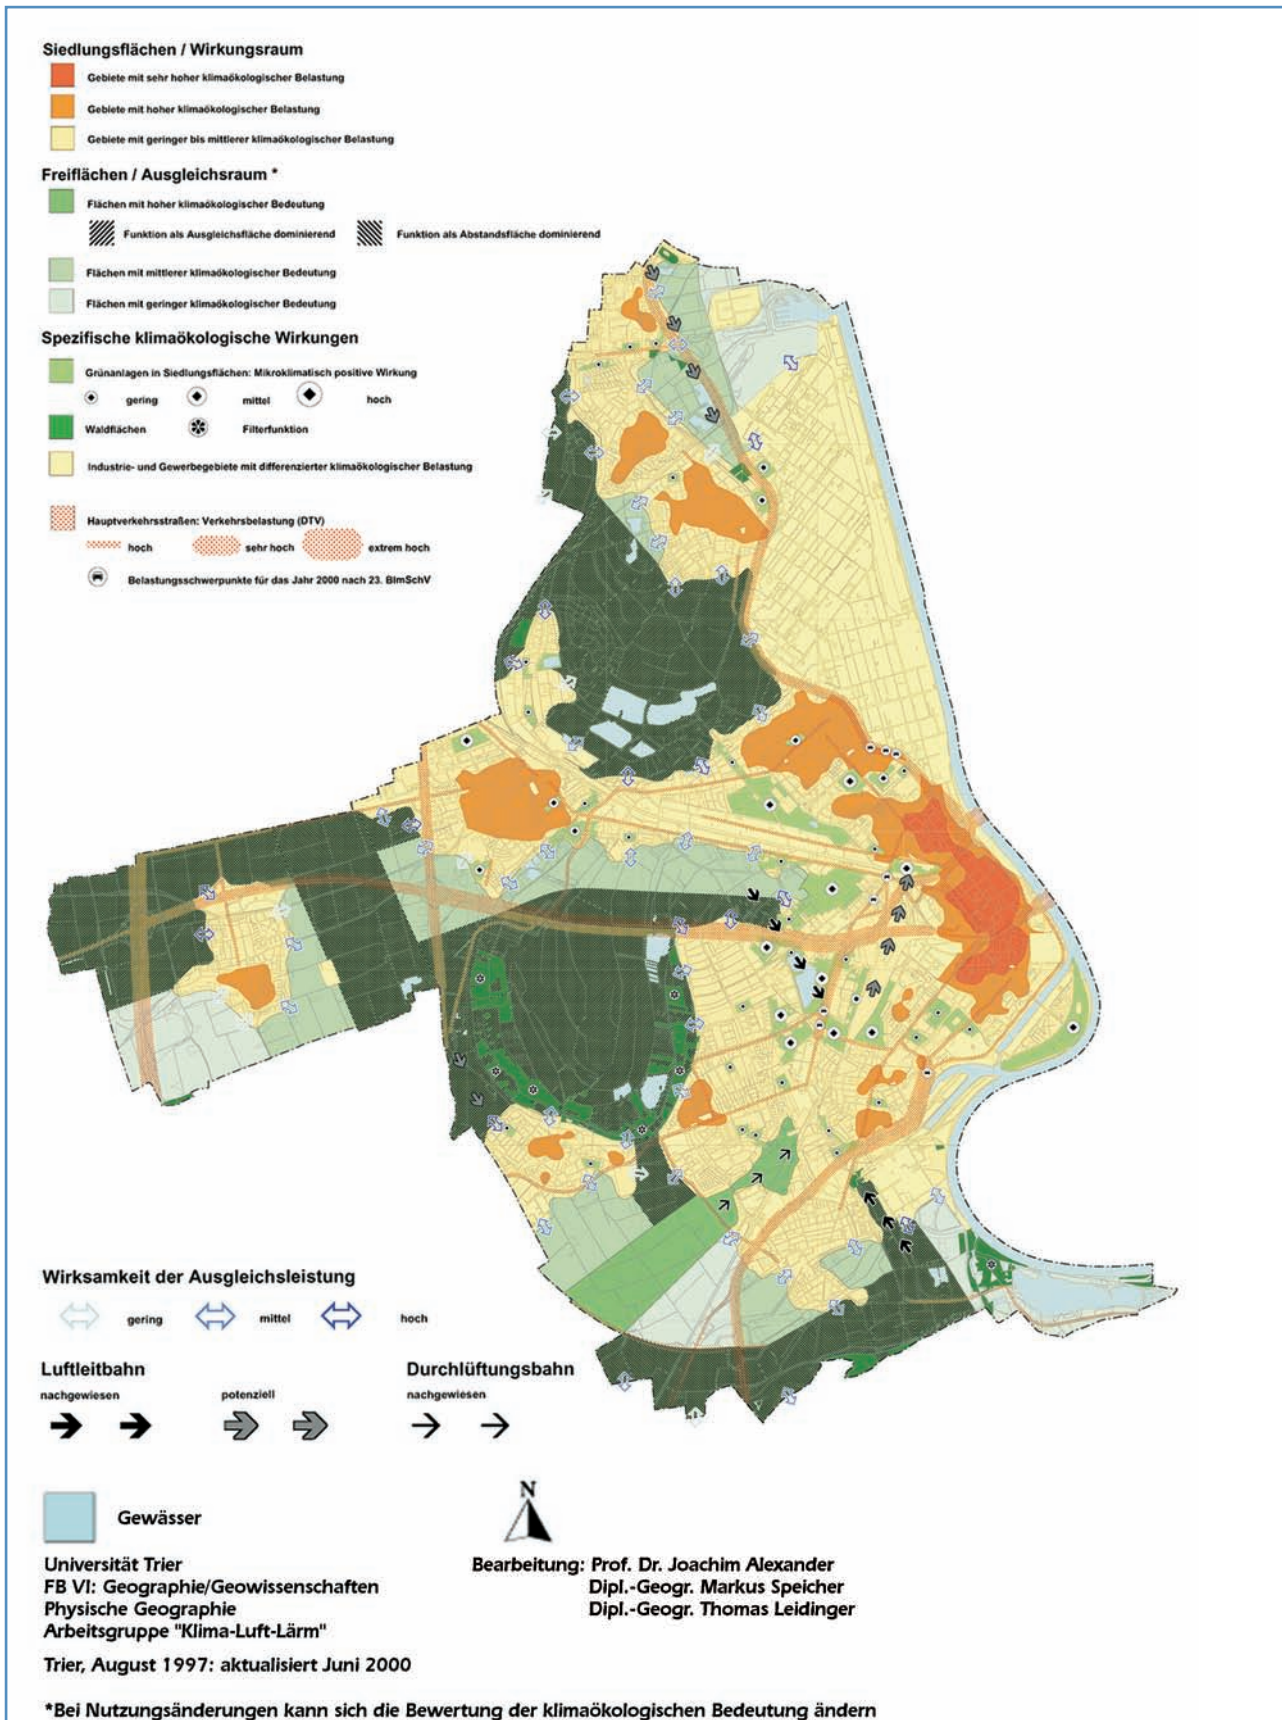 Siedlungsflächen / Wirkungsraum
Gebiete mit sehr hoher klimaökologischer Belastung
Gebiete mit hoher klimaökologischer Belastung
Gebiete mit geringer bis mittlerer klimaökologischer Belastung
Freiflächen / Ausgleichsraum *
Flächen mit hoher klimaökologischer Bedeutung
Funktion als Ausgleichsfläche dominierend Funktion als Abstandsfläche dominierend
Flächen mit mittlerer klimaökologischer Bedeutung
Flächen mit geringer klimaökologischer Bedeutung
Spezifische klimaökologische Wirkungen
Grünanlagen in Siedlungsflächen: Mikroklimatisch positive Wirkung
gering mittel hoch
Waldflächen Filterfunktion
Industrie- und Gewerbegebiete mit differenzierter klimaökologischer Belastung
Hauptverkehrsstraßen: Verkehrsbelastung (DTV)
hoch sehr hoch extrem hoch
Belastungsschwerpunkte für das Jahr 2000 nach 23. BImSchV
Wirksamkeit der Ausgleichsleistung
gering mittel hoch
Luftleitbahn Durchlüftungsbahn
nachgewiesen potenziell nachgewiesen
N
Gewässer
Universität Trier
FB VI: Geographie/Geowissenschaften
Physische Geographie
Arbeitsgruppe "Klima-Luft-Lärm"
Bearbeitung: Prof. Dr. Joachim Alexander
Dipl.-Geogr. Markus Speicher
Dipl.-Geogr. Thomas Leidinger
Trier, August 1997: aktualisiert Juni 2000
*Bei Nutzungsänderungen kann sich die Bewertung der klimaökologischen Bedeutung ändern